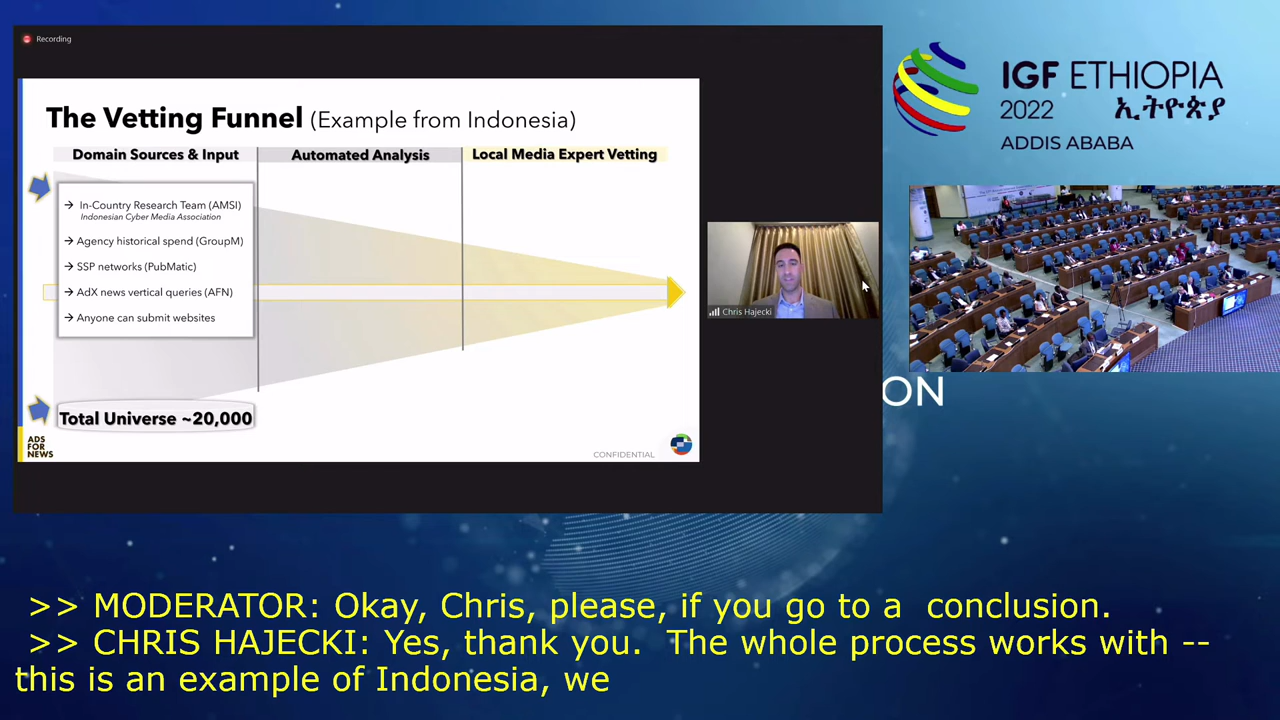 Recording
The Vetting Funnel (Example from Indonesia)
Domain Sources & Input
Automated Analysis
Local Media Expert Vetting
→ In-Country Research Team (AMSI)
Indonesian Cyber Media Association
→ Agency historical spend (GroupM)
→ SSP networks (PubMatic)
→ AdX news vertical queries (AFN)
→ Anyone can submit websites
Total Universe ~20,000
ADS
FOR
NEWS
CONFIDENTIAL
Chris Hajecki
IGF ETHIOPIA
2022 ኢትዮጵያ
ADDIS ABABA
ON
>> MODERATOR: Okay, Chris, please, if you go to a conclusion.
>> CHRIS HAJECKI: Yes, thank you. The whole process works with --
this is an example of Indonesia, we